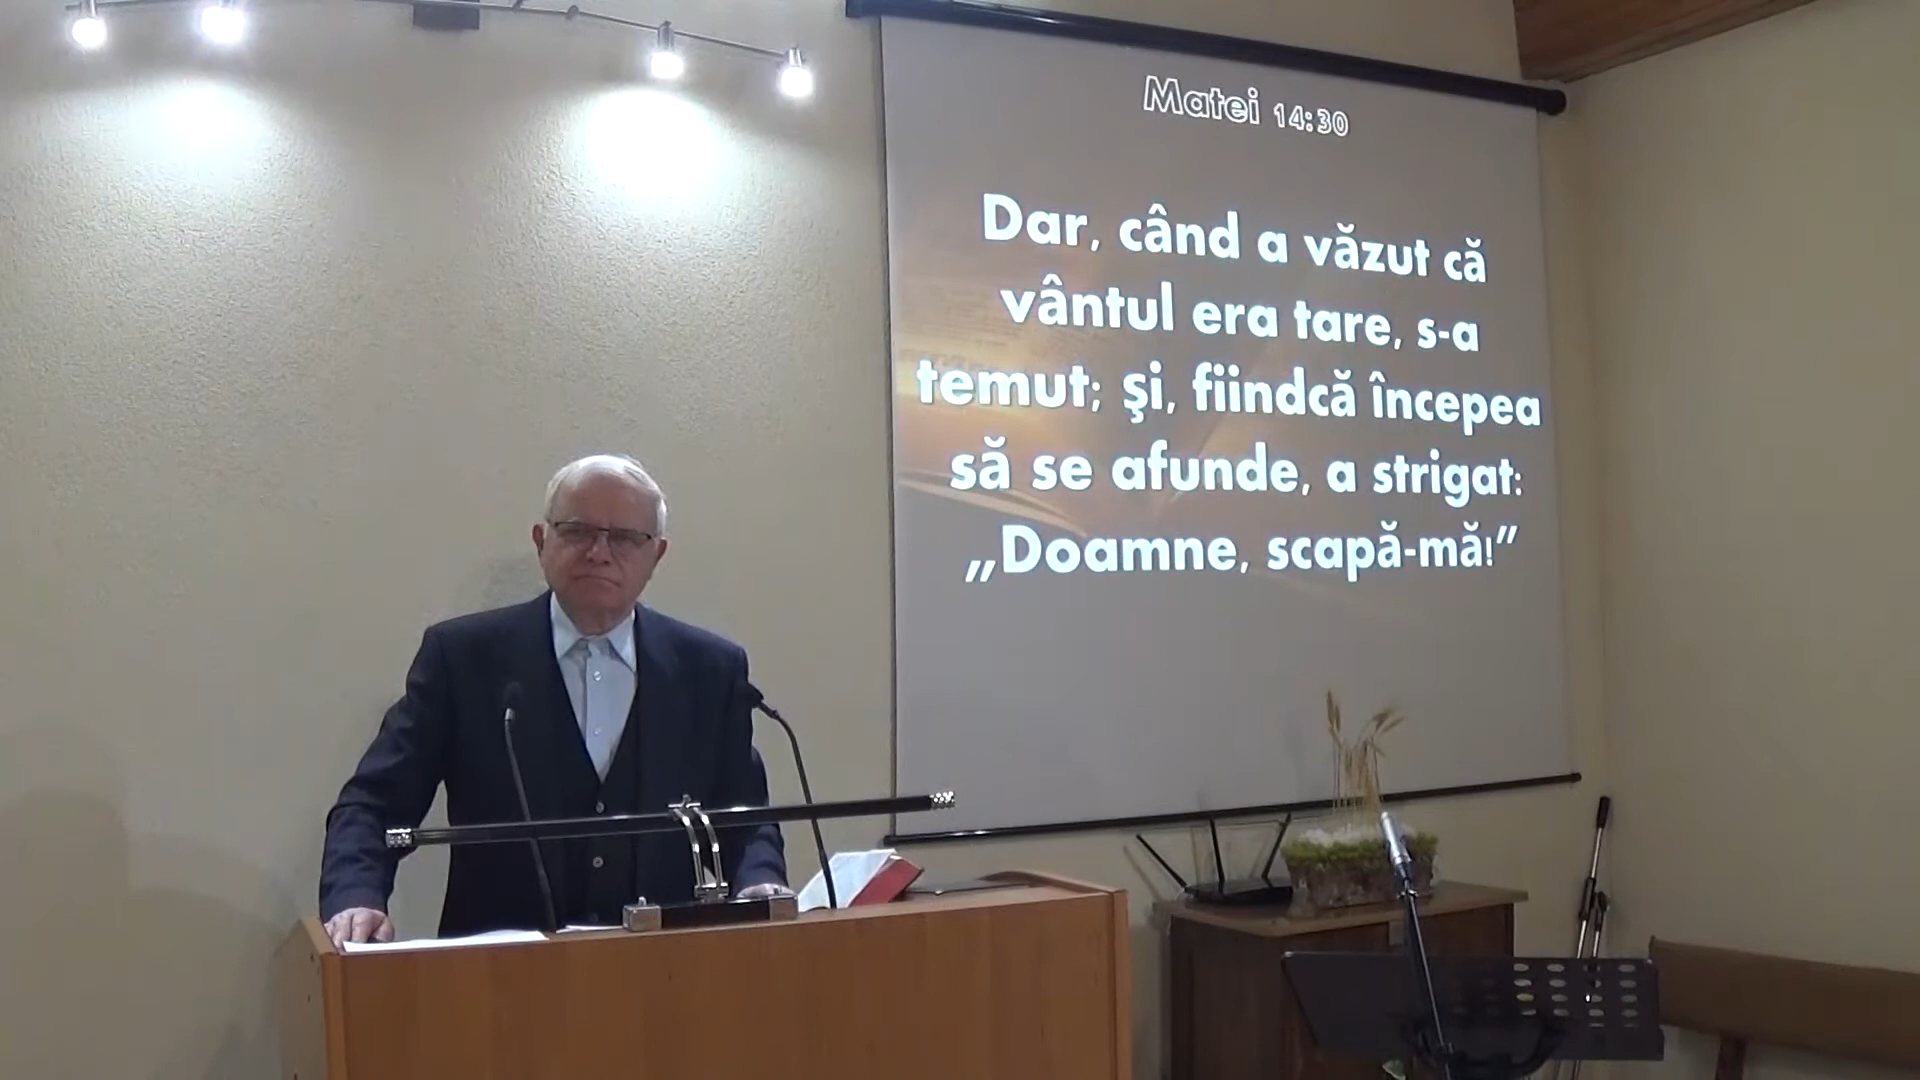 Matei 14:30
Dar, când a văzut că
vântul era tare, s-a
temut; şi, fiindcă începea
să se afunde, a strigat:
„Doamne, scapă-mă!”